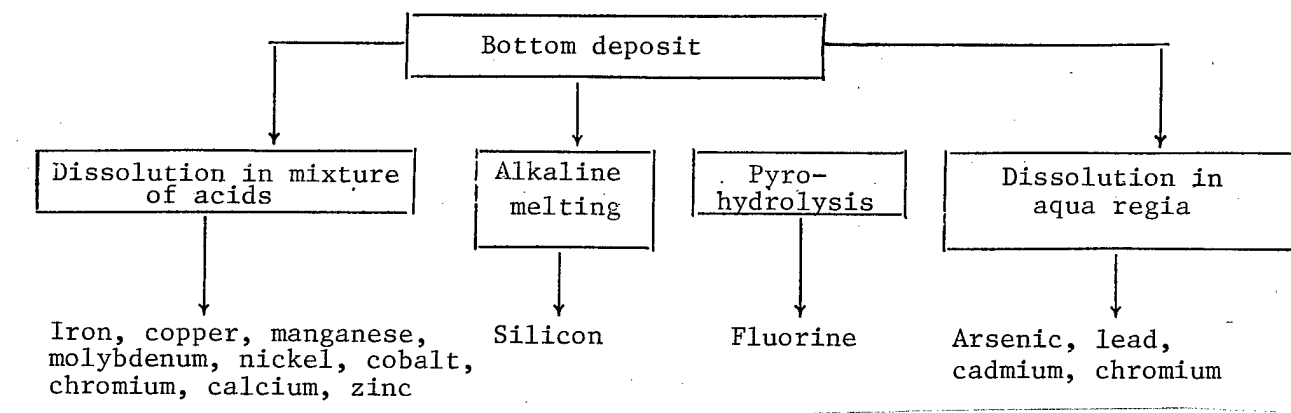 Bottom deposit
Dissolution in mixture
of acids
Alkaline
melting
Pyro-
hydrolysis
Dissolution in
aqua regia
Iron, copper, manganese,
molybdenum, nickel, cobalt,
chromium, calcium, zinc
Silicon
Fluorine
Arsenic, lead,
cadmium, chromium